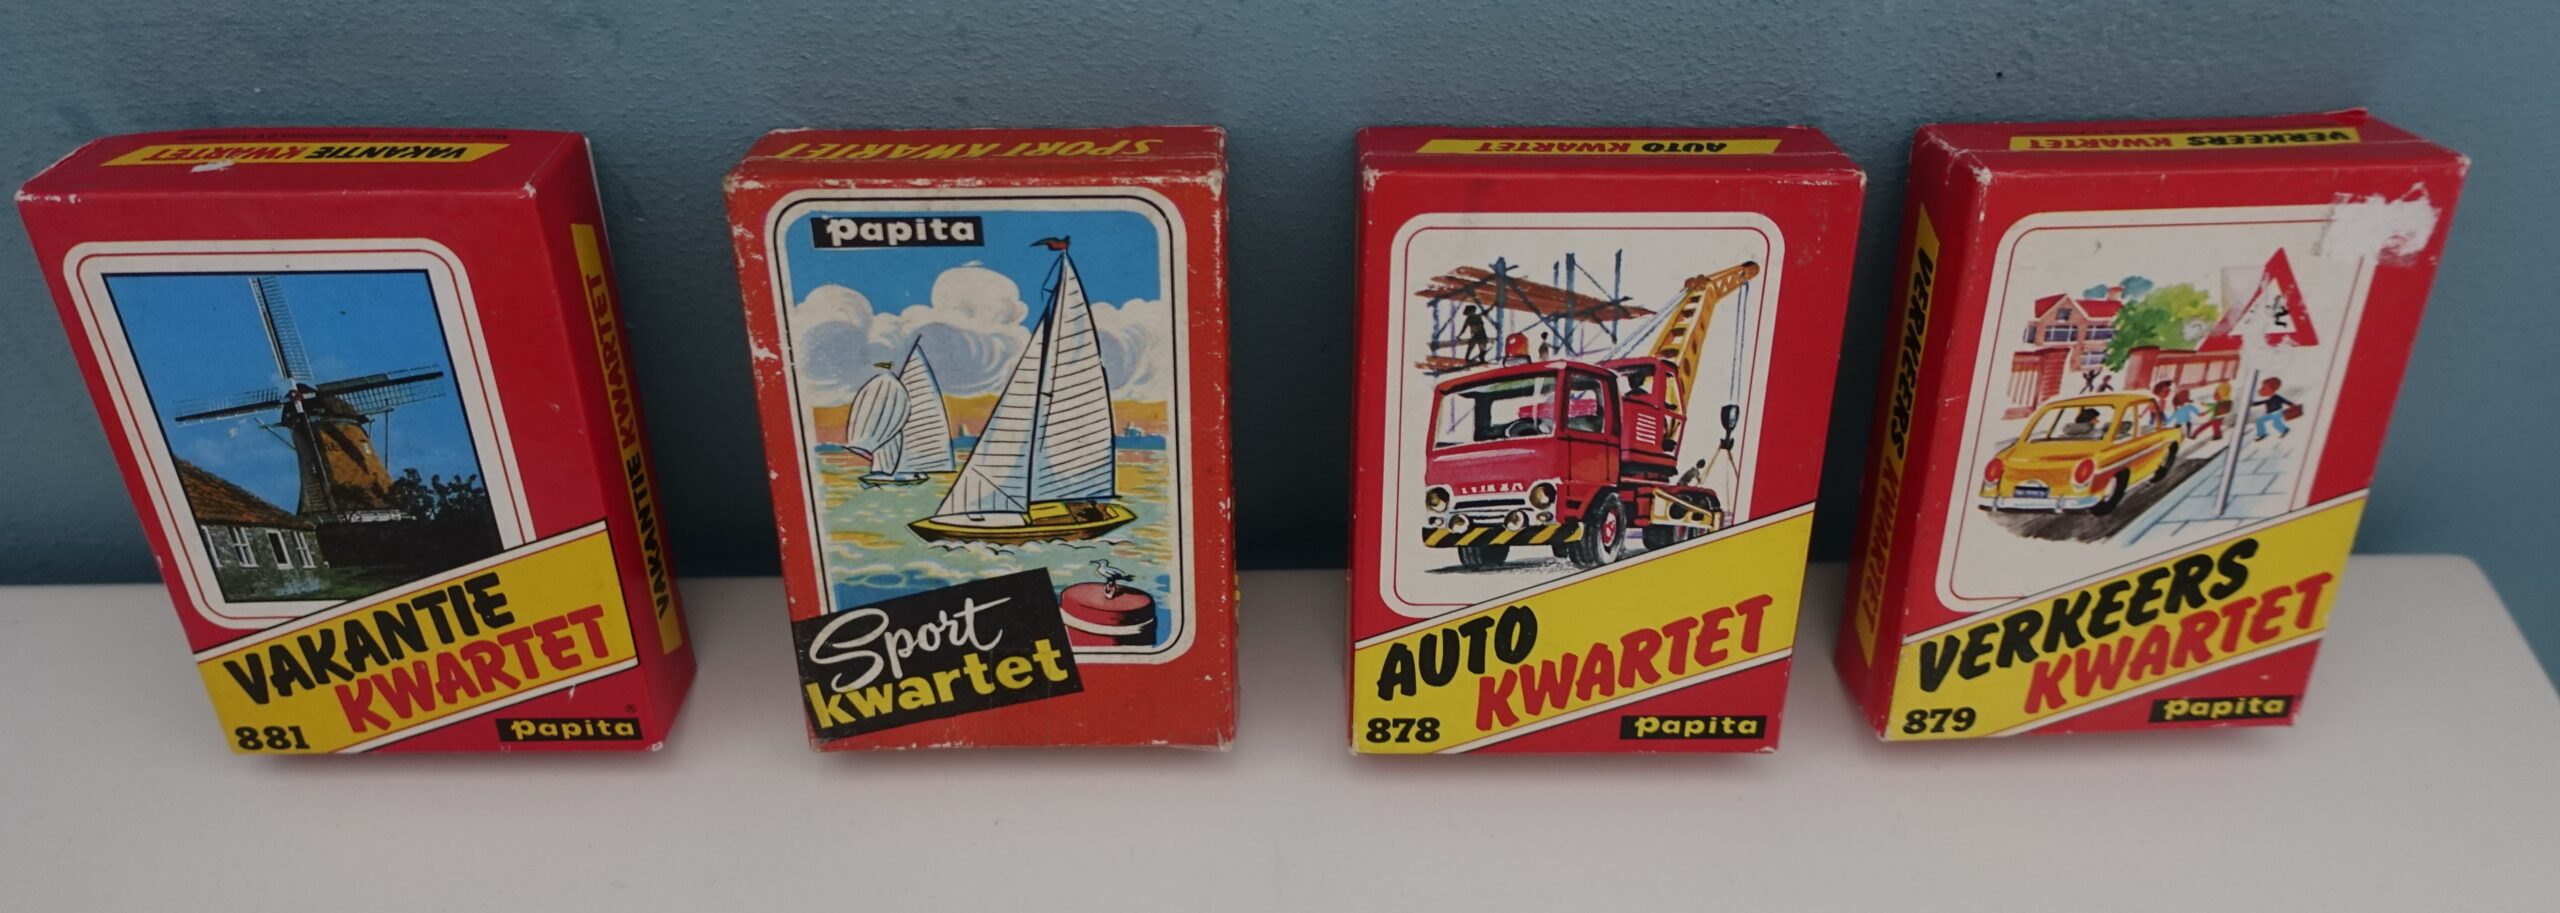 VAKANTIE KWARTET
VAKANTIE
KWARTET
881
Papita
®
VAKANTIE KWARTET
SPORT KWARTET
Papita
Sport
kwartet
AUTO KWARTET
AUTO
KWARTET
878
Papita
VERKEERS KWARTET
VERKEERS KWARTET
VERKEERS
KWARTET
879
Papita